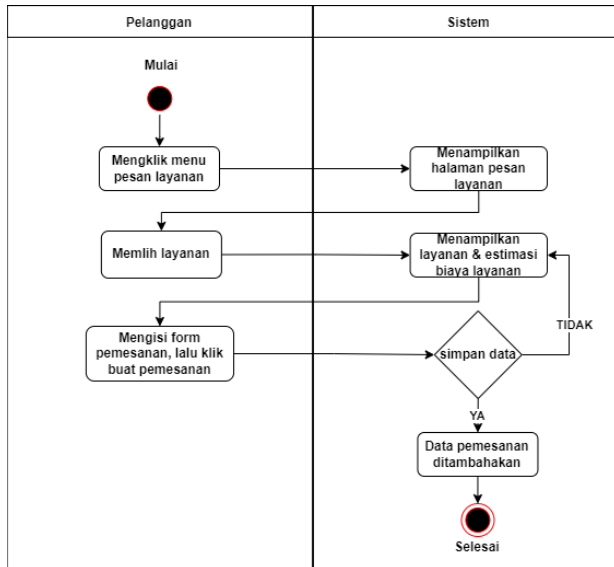 Pelanggan
Sistem
Mulai
Mengklik menu
pesan layanan
Menampilkan
halaman pesan
layanan
Memlih layanan
Menampilkan
layanan & estimasi
biaya layanan
TIDAK
Mengisi form
pemesanan, lalu klik
buat pemesanan
simpan data
YA
Data pemesanan
ditambahakan
Selesai